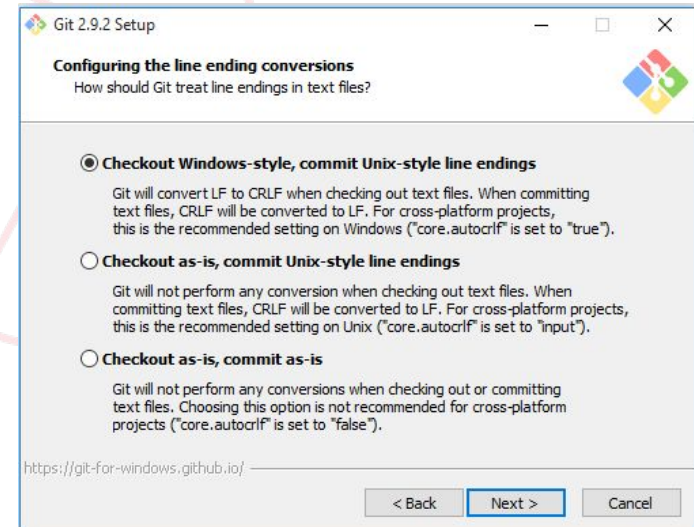 Git 2.9.2 Setup
Configuring the line ending conversions
How should Git treat line endings in text files?
Checkout Windows-style, commit Unix-style line endings
Git will convert LF to CRLF when checking out text files. When committing
text files, CRLF will be converted to LF. For cross-platform projects,
this is the recommended setting on Windows ("core.autocrlf" is set to "true").
Checkout as-is, commit Unix-style line endings
Git will not perform any conversion when checking out text files. When
committing text files, CRLF will be converted to LF. For cross-platform projects,
this is the recommended setting on Unix ("core.autocrlf" is set to "input").
Checkout as-is, commit as-is
Git will not perform any conversions when checking out or committing
text files. Choosing this option is not recommended for cross-platform
projects ("core.autocrlf" is set to "false").
https://git-for-windows.github.io/
< Back Next > Cancel